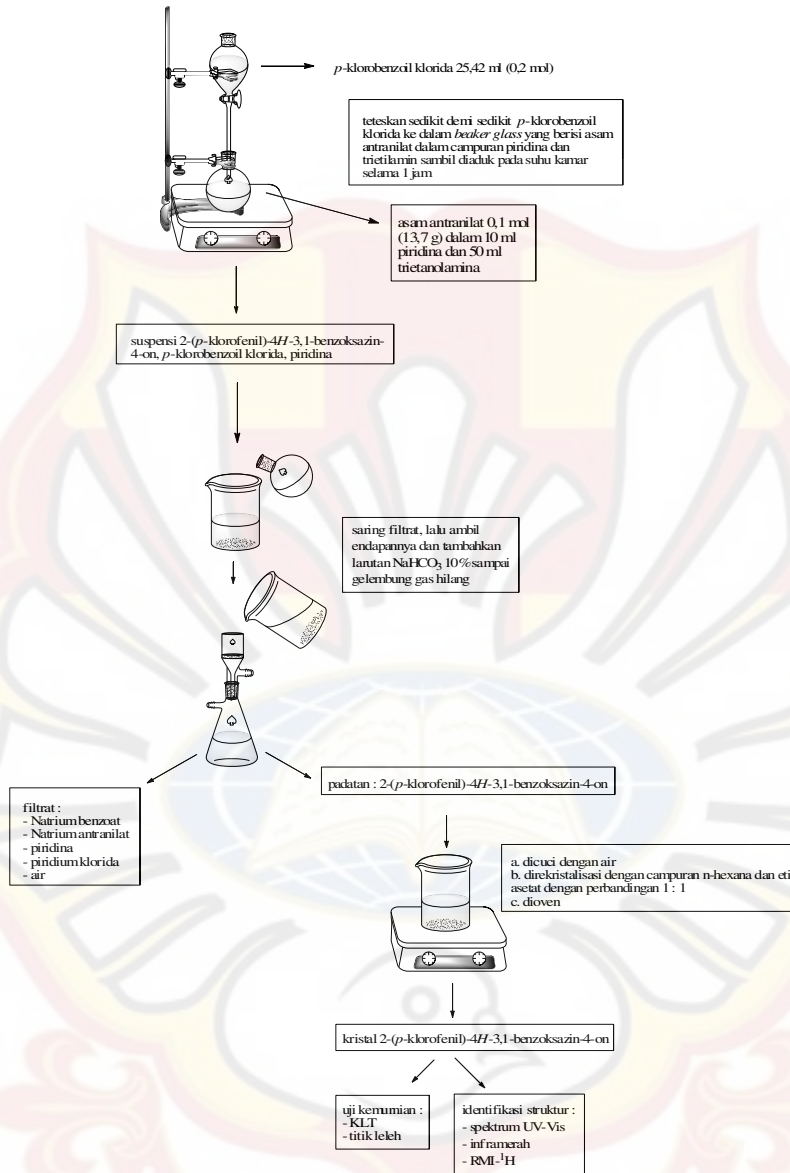 p-klorobenzoil klorida 25,42 ml (0,2 mol)
teteskan sedikit demi sedikit p-klorobenzoil
klorida ke dalam beaker glass yang berisi asam
antranilat dalam campuran piridina dan
trietilamin sambil diaduk pada suhu kamar
selama 1 jam
asam antranilat 0,1 mol
(13,7 g) dalam 10 ml
piridina dan 50 ml
trietanolamina
suspensi 2-(p-klorofenil)-4H-3,1-benzoksazin-
4-on, p-klorobenzoil klorida, piridina
saring filtrat, lalu ambil
endapannya dan tambahkan
larutan NaHCO₃ 10% sampai
gelembung gas hilang
padatan : 2-(p-klorofenil)-4H-3,1-benzoksazin-4-on
filtrat :
- Natrium benzoat
- Natrium antranilat
- piridina
- piridium klorida
- air
a. dicuci dengan air
b. direkristalisasi dengan campuran n-hexana dan eti
asetat dengan perbandingan 1 : 1
c. dioven
kristal 2-(p-klorofenil)-4H-3,1-benzoksazin-4-on
uji kemurnian :
- KLT
- titik leleh
identifikasi struktur :
- spektrum UV-Vis
- inframerah
- RMI-¹H